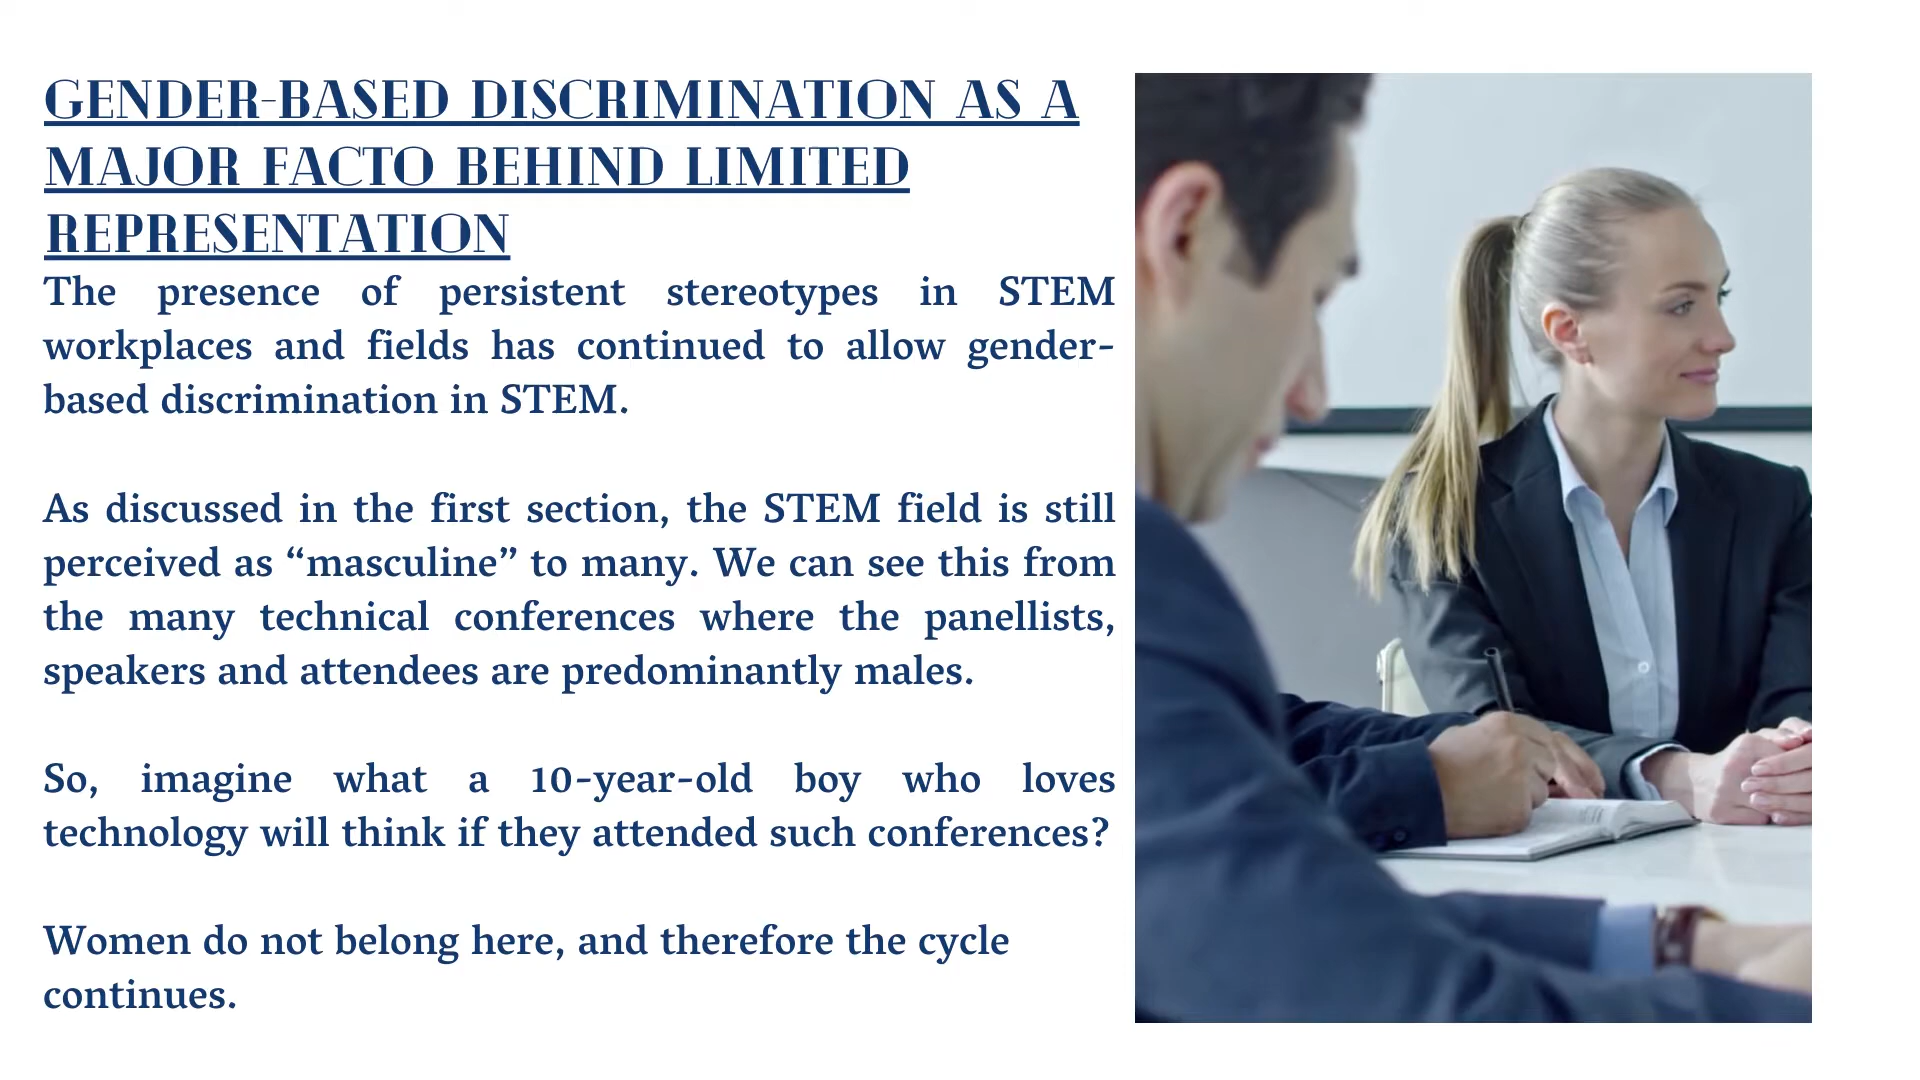 GENDER-BASED DISCRIMINATION AS A
MAJOR FACTO BEHIND LIMITED
REPRESENTATION
The presence of persistent stereotypes in STEM
workplaces and fields has continued to allow gender-
based discrimination in STEM.
As discussed in the first section, the STEM field is still
perceived as “masculine” to many. We can see this from
the many technical conferences where the panellists,
speakers and attendees are predominantly males.
So, imagine what a 10-year-old boy who loves
technology will think if they attended such conferences?
Women do not belong here, and therefore the cycle
continues.